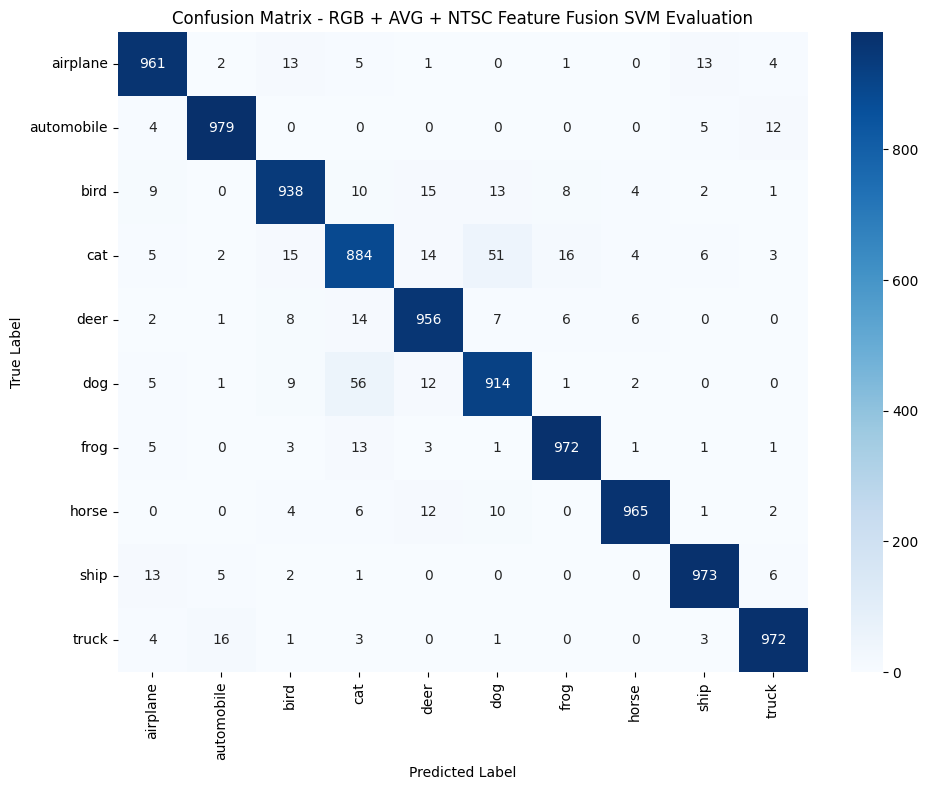 Confusion Matrix - RGB + AVG + NTSC Feature Fusion SVM Evaluation
airplane 961 2 13 5 1 0 1 0 13 4
automobile 4 979 0 0 0 0 0 0 5 12
bird 9 0 938 10 15 13 8 4 2 1
cat 5 2 15 884 14 51 16 4 6 3
deer 2 1 8 14 956 7 6 6 0 0
dog 5 1 9 56 12 914 1 2 0 0
frog 5 0 3 13 3 1 972 1 1 1
horse 0 0 4 6 12 10 0 965 1 2
ship 13 5 2 1 0 0 0 0 973 6
truck 4 16 1 3 0 1 0 0 3 972
airplane automobile bird cat deer dog frog horse ship truck
Predicted Label
True Label
800
600
400
200
0